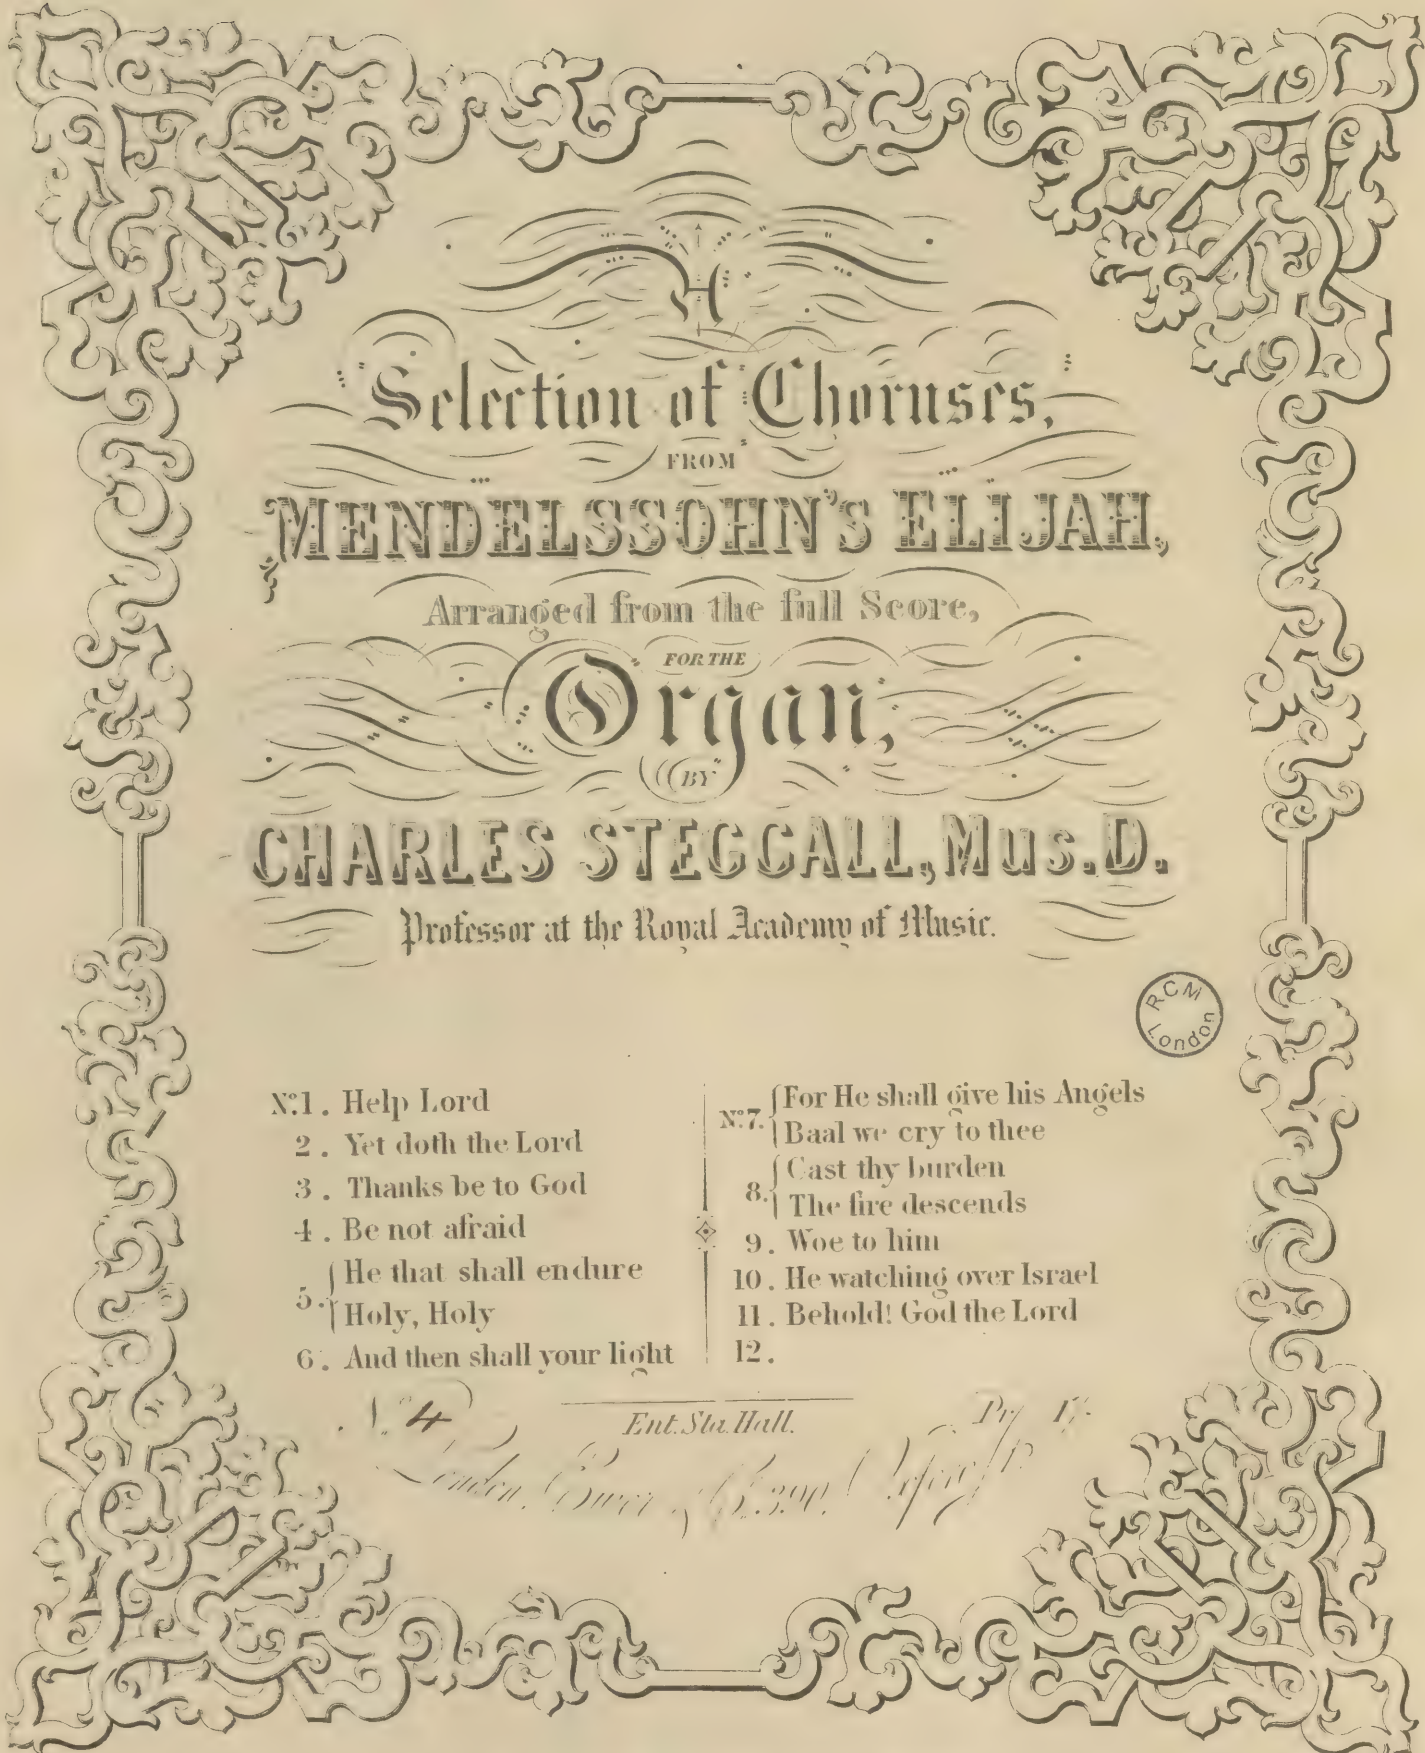 A
Selection of Choruses,
FROM
MENDELSSOHN'S ELIJAH,
Arranged from the full Score,
FOR THE
Organ,
BY
CHARLES STEGGALL, Mus. D.
Professor at the Royal Academy of Music.
RCM
London
No. 1. Help Lord
2. Yet doth the Lord
3. Thanks be to God
4. Be not afraid
5. He that shall endure
Holy, Holy
6. And then shall your light
No. 7. For He shall give his Angels
Baal we cry to thee
8. Cast thy burden
The fire descends
9. Woe to him
10. He watching over Israel
11. Behold! God the Lord
12.
4
Ent. Sta. Hall.
London,